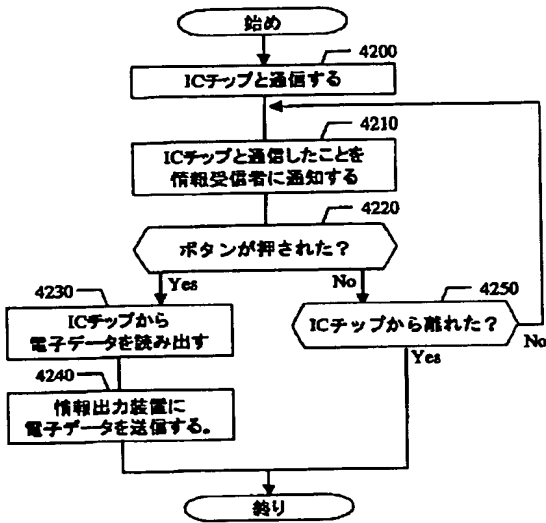 始め
4200
ICチップと通信する
4210
ICチップと通信したことを
情報受信者に通知する
4220
ボタンが押された?
Yes
No
4230
ICチップから
電子データを読み出す
4250
ICチップから離れた?
No
Yes
4240
情報出力装置に
電子データを送信する。
終り